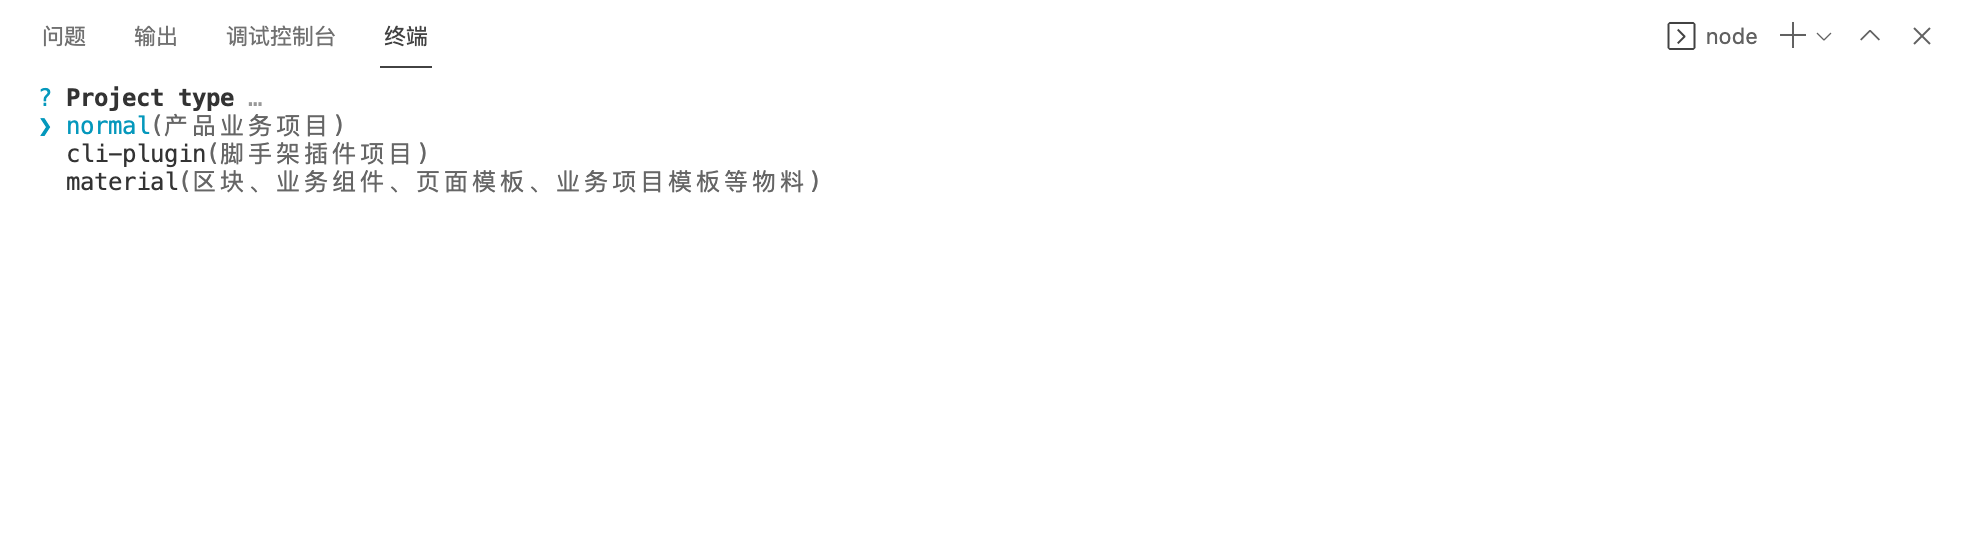 问题 输出 调试控制台 终端 node
? Project type …
❯ normal(产品业务项目)
cli-plugin(脚手架插件项目)
material(区块、业务组件、页面模板、业务项目模板等物料)